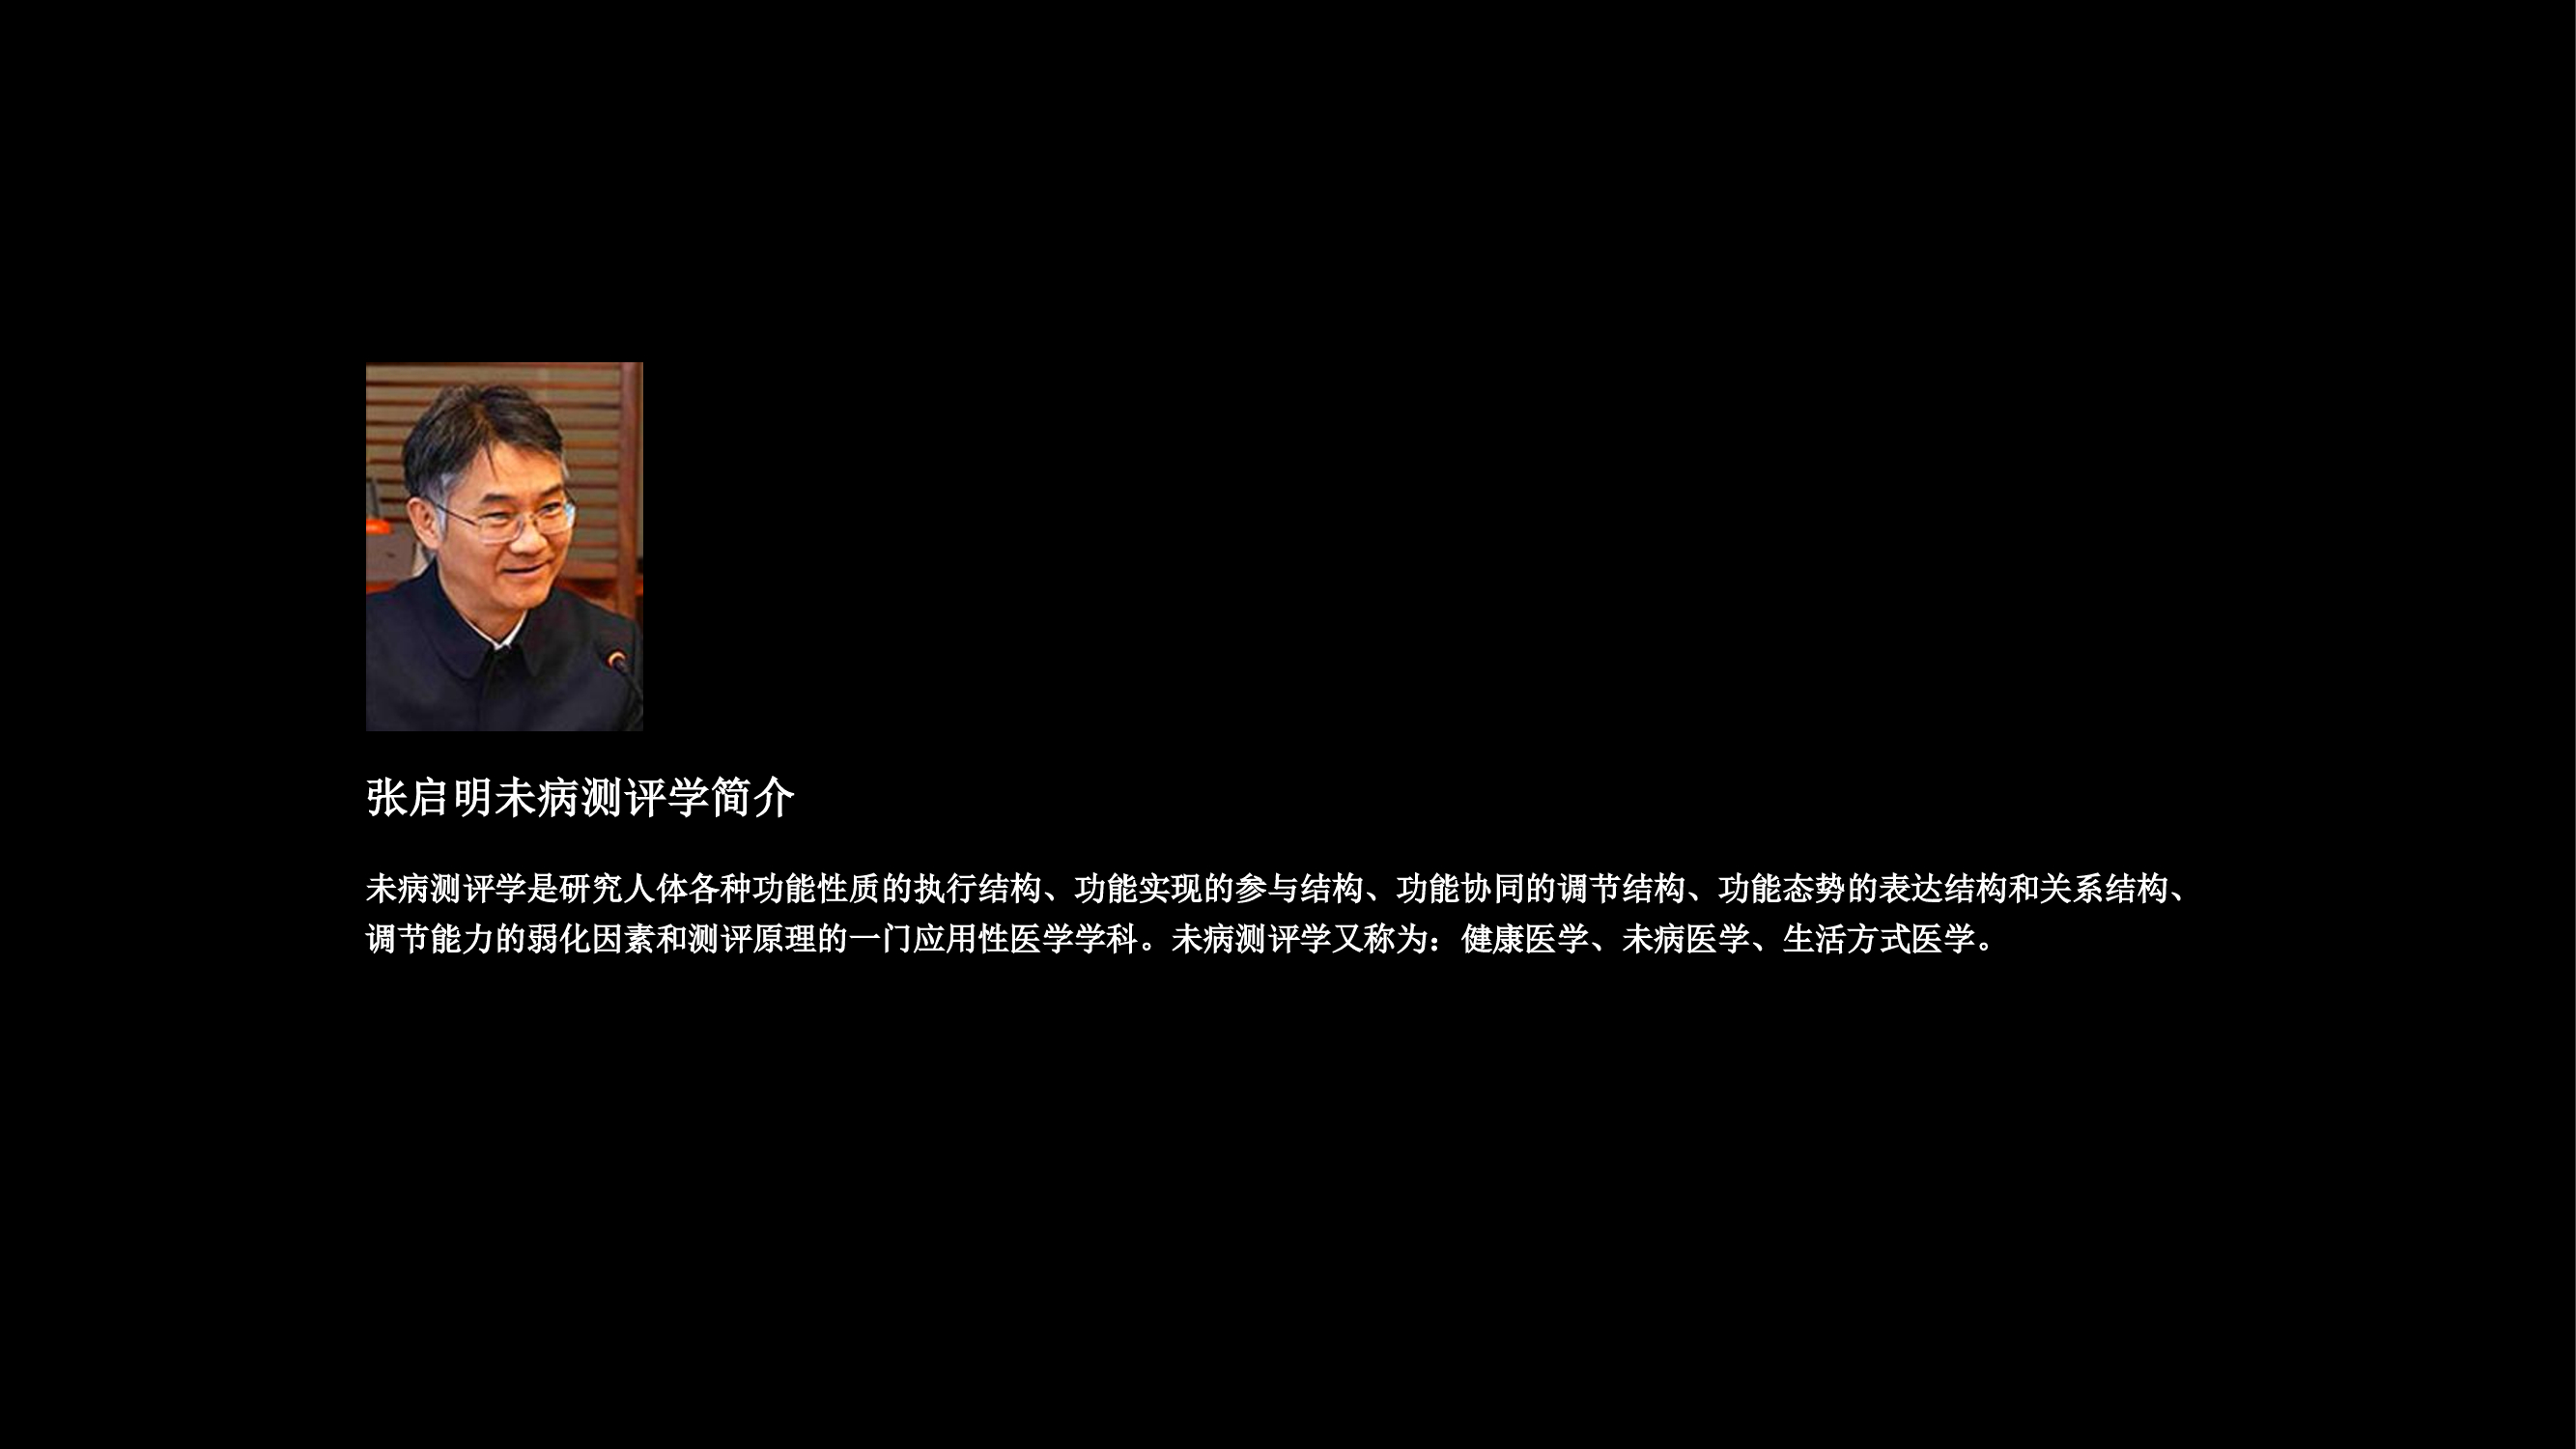 张启明未病测评学简介
未病测评学是研究人体各种功能性质的执行结构、功能实现的参与结构、功能协同的调节结构、功能态势的表达结构和关系结构、
调节能力的弱化因素和测评原理的一门应用性医学学科。未病测评学又称为：健康医学、未病医学、生活方式医学。